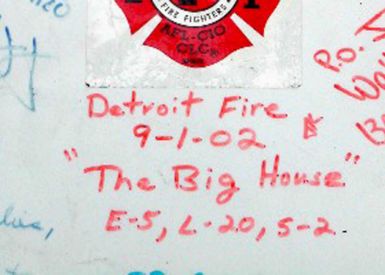 FIRE FIGHTERS
AFL-CIO
CLC
Detroit Fire
9-1-02
"The Big House"
E-5, L-20, S-2
P.O.